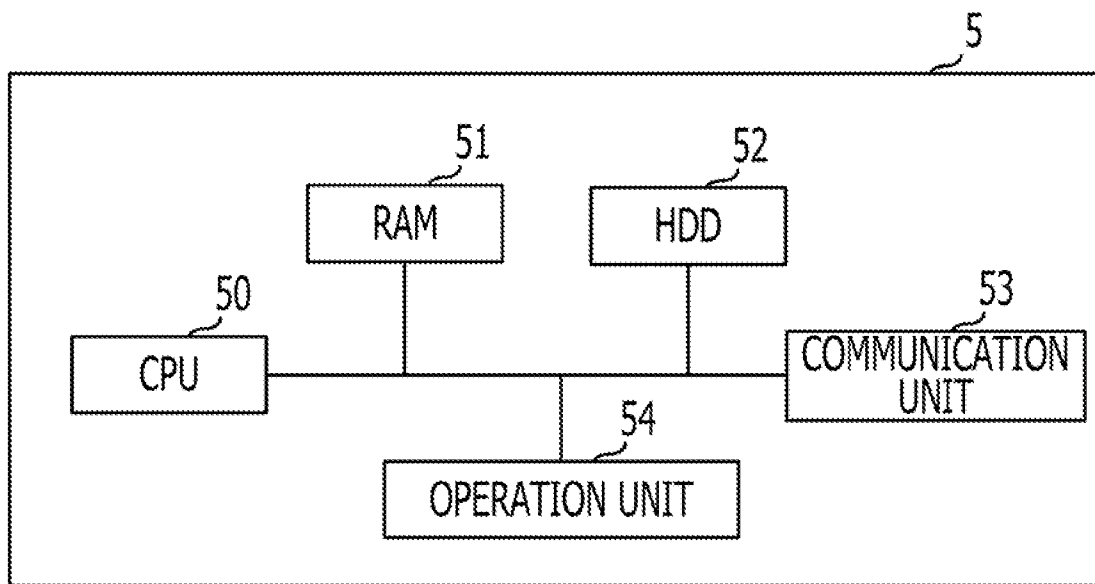 5
51
RAM
52
HDD
50
CPU
53
COMMUNICATION
UNIT
54
OPERATION UNIT